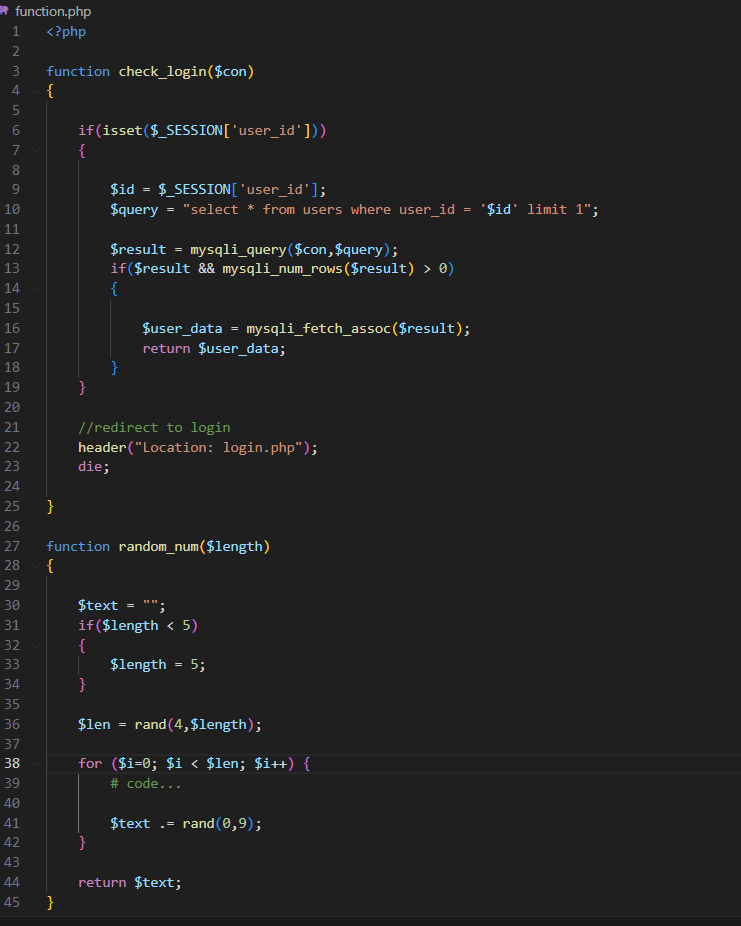 function.php
1 <?php
2
3 function check_login($con)
4 {
5
6 if(isset($_SESSION['user_id']))
7 {
8
9 $id = $_SESSION['user_id'];
10 $query = "select * from users where user_id = '$id' limit 1";
11
12 $result = mysqli_query($con,$query);
13 if($result && mysqli_num_rows($result) > 0)
14 {
15
16 $user_data = mysqli_fetch_assoc($result);
17 return $user_data;
18 }
19 }
20
21 //redirect to login
22 header("Location: login.php");
23 die;
24
25 }
26
27 function random_num($length)
28 {
29
30 $text = "";
31 if($length < 5)
32 {
33 $length = 5;
34 }
35
36 $len = rand(4,$length);
37
38 for ($i=0; $i < $len; $i++) {
39 # code...
40
41 $text .= rand(0,9);
42 }
43
44 return $text;
45 }